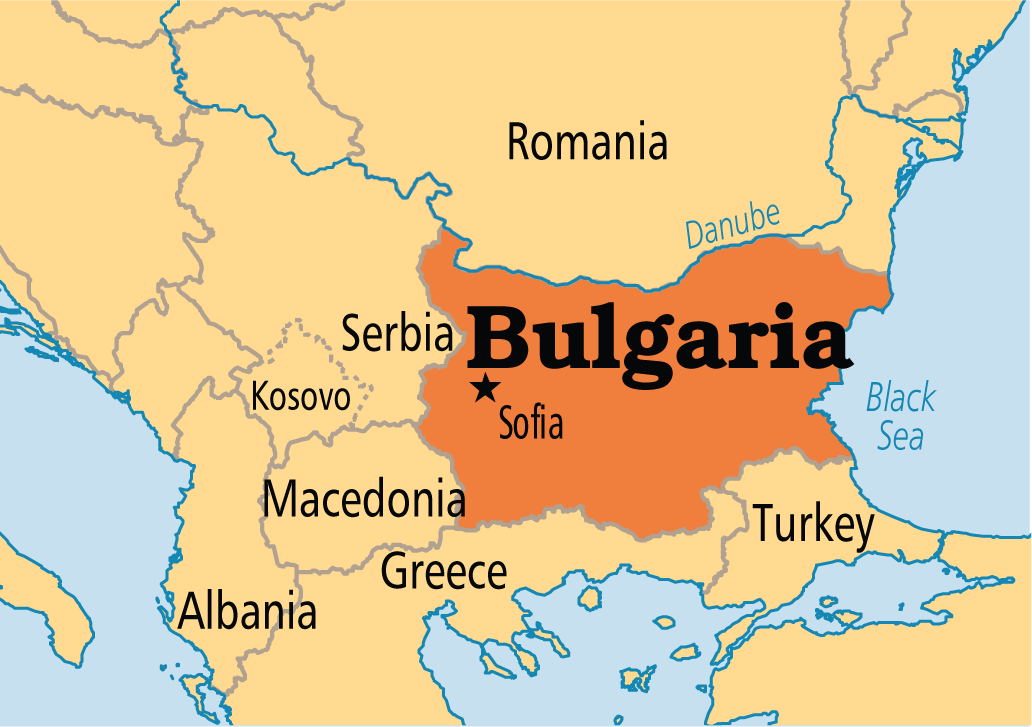 Romania
Danube
Serbia
Bulgaria
Kosovo
Sofia
Black
Sea
Macedonia
Turkey
Greece
Albania